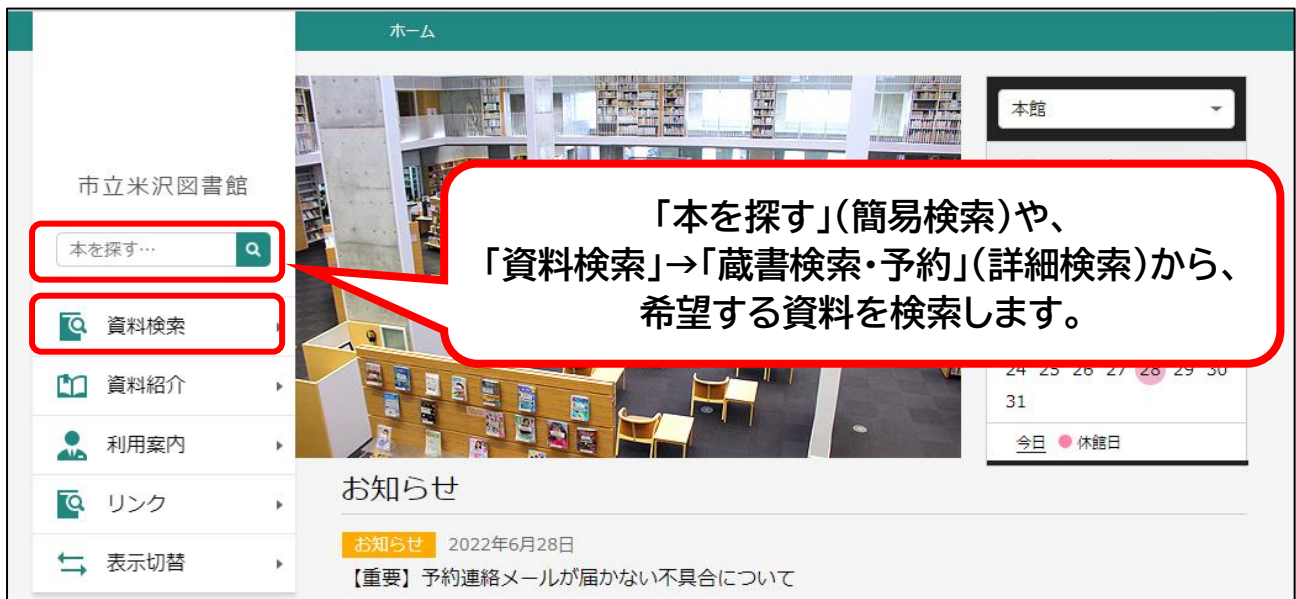 ホーム
市立米沢図書館
本を探す…
資料検索
資料紹介
利用案内
リンク
表示切替
「本を探す」(簡易検索)や、
「資料検索」→「蔵書検索・予約」(詳細検索)から、
希望する資料を検索します。
本館
24 25 26 27 28 29 30
31
今日 休館日
お知らせ
お知らせ 2022年6月28日
【重要】予約連絡メールが届かない不具合について